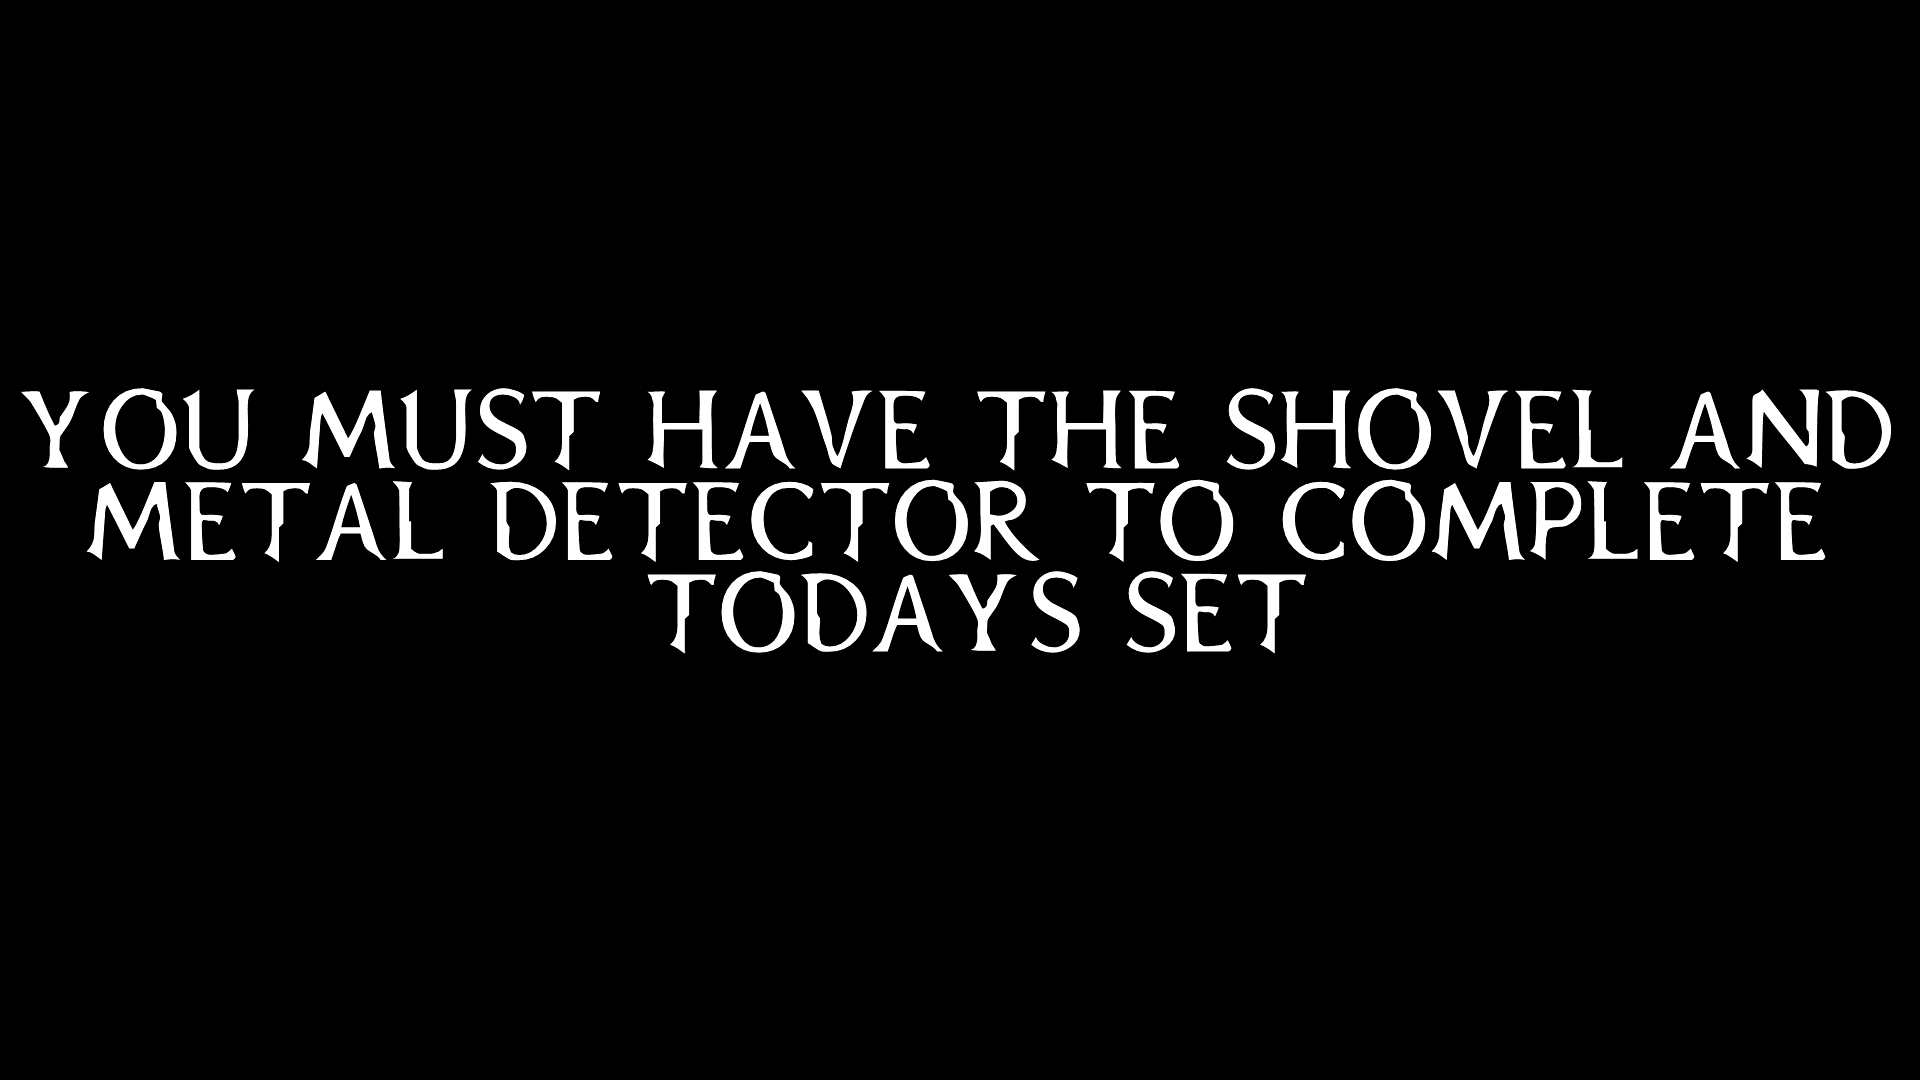 YOU MUST HAVE THE SHOVEL AND
METAL DETECTOR TO COMPLETE
TODAYS SET